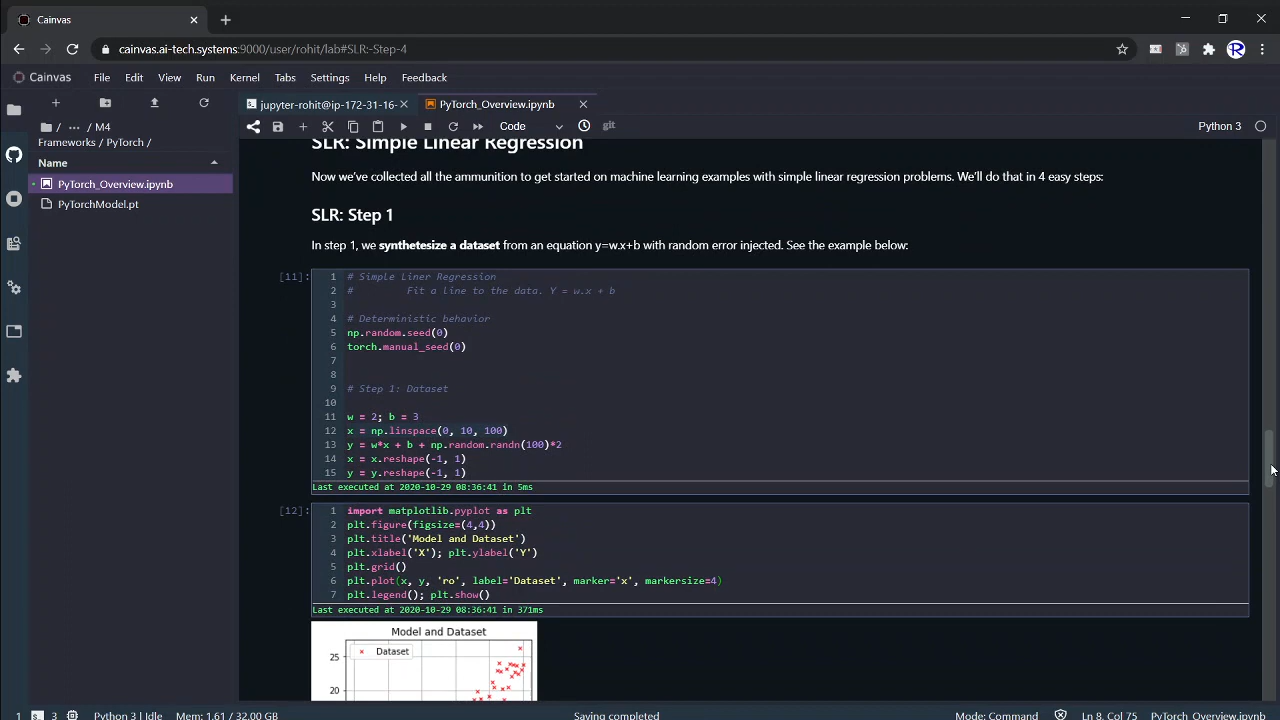 Cainvas
cainvas.ai-tech.systems:9000/user/rohit/lab#SLR:-Step-4
Cainvas File Edit View Run Kernel Tabs Settings Help Feedback
jupyter-rohit@ip-172-31-16- PyTorch_Overview.ipynb
/ ... / M4
Frameworks / PyTorch /
Name
PyTorch_Overview.ipynb
PyTorchModel.pt
Code git Python 3
SLR: Simple Linear Regression
Now we've collected all the ammunition to get started on machine learning examples with simple linear regression problems. We'll do that in 4 easy steps:
SLR: Step 1
In step 1, we synthetesize a dataset from an equation y=w.x+b with random error injected. See the example below:
[11]:
1 # Simple Liner Regression
2 # Fit a line to the data. Y = w.x + b
3
4 # Deterministic behavior
5 np.random.seed(0)
6 torch.manual_seed(0)
7
8
9 # Step 1: Dataset
10
11 w = 2; b = 3
12 x = np.linspace(0, 10, 100)
13 y = w*x + b + np.random.randn(100)*2
14 x = x.reshape(-1, 1)
15 y = y.reshape(-1, 1)
Last executed at 2020-10-29 08:36:41 in 5ms
[12]:
1 import matplotlib.pyplot as plt
2 plt.figure(figsize=(4,4))
3 plt.title('Model and Dataset')
4 plt.xlabel('X'); plt.ylabel('Y')
5 plt.grid()
6 plt.plot(x, y, 'ro', label='Dataset', marker='x', markersize=4)
7 plt.legend(); plt.show()
Last executed at 2020-10-29 08:36:41 in 371ms
Model and Dataset
Dataset
25
20
1 3 Python 3 | Idle Mem: 1.61 / 32.00 GB Saving completed Mode: Command Ln 8, Col 75 PyTorch_Overview.ipynb